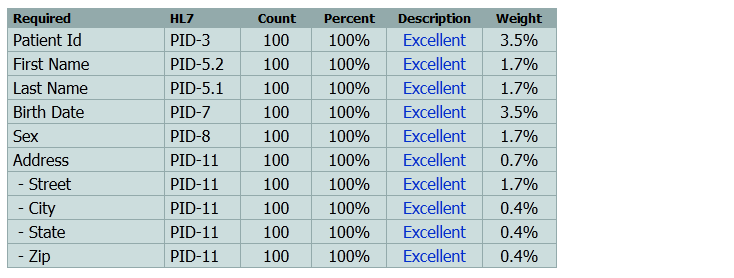 Required HL7 Count Percent Description Weight
Patient Id PID-3 100 100% Excellent 3.5%
First Name PID-5.2 100 100% Excellent 1.7%
Last Name PID-5.1 100 100% Excellent 1.7%
Birth Date PID-7 100 100% Excellent 3.5%
Sex PID-8 100 100% Excellent 1.7%
Address PID-11 100 100% Excellent 0.7%
- Street PID-11 100 100% Excellent 1.7%
- City PID-11 100 100% Excellent 0.4%
- State PID-11 100 100% Excellent 0.4%
- Zip PID-11 100 100% Excellent 0.4%